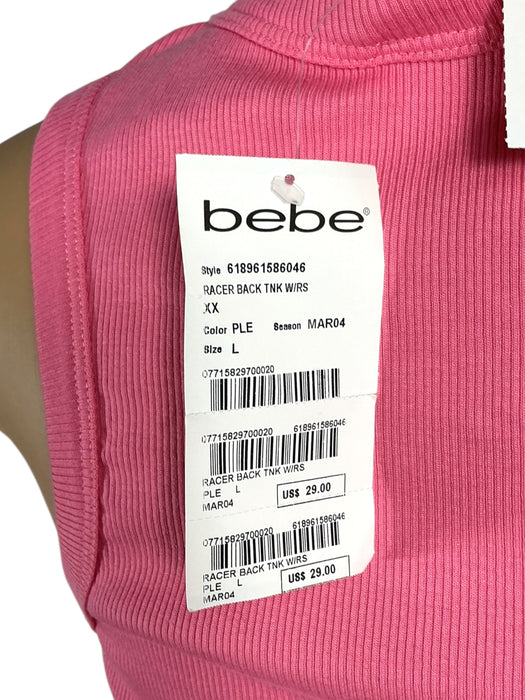 bebe®
Style 618961586046
RACER BACK TNK W/RS
XX
Color PLE Season MAR04
Size L
07715829700020
07715829700020 618961586046
RACER BACK TNK W/RS
PLE L
MAR04 US$ 29.00
07715829700020 618961586046
RACER BACK TNK W/RS
PLE L
MAR04 US$ 29.00